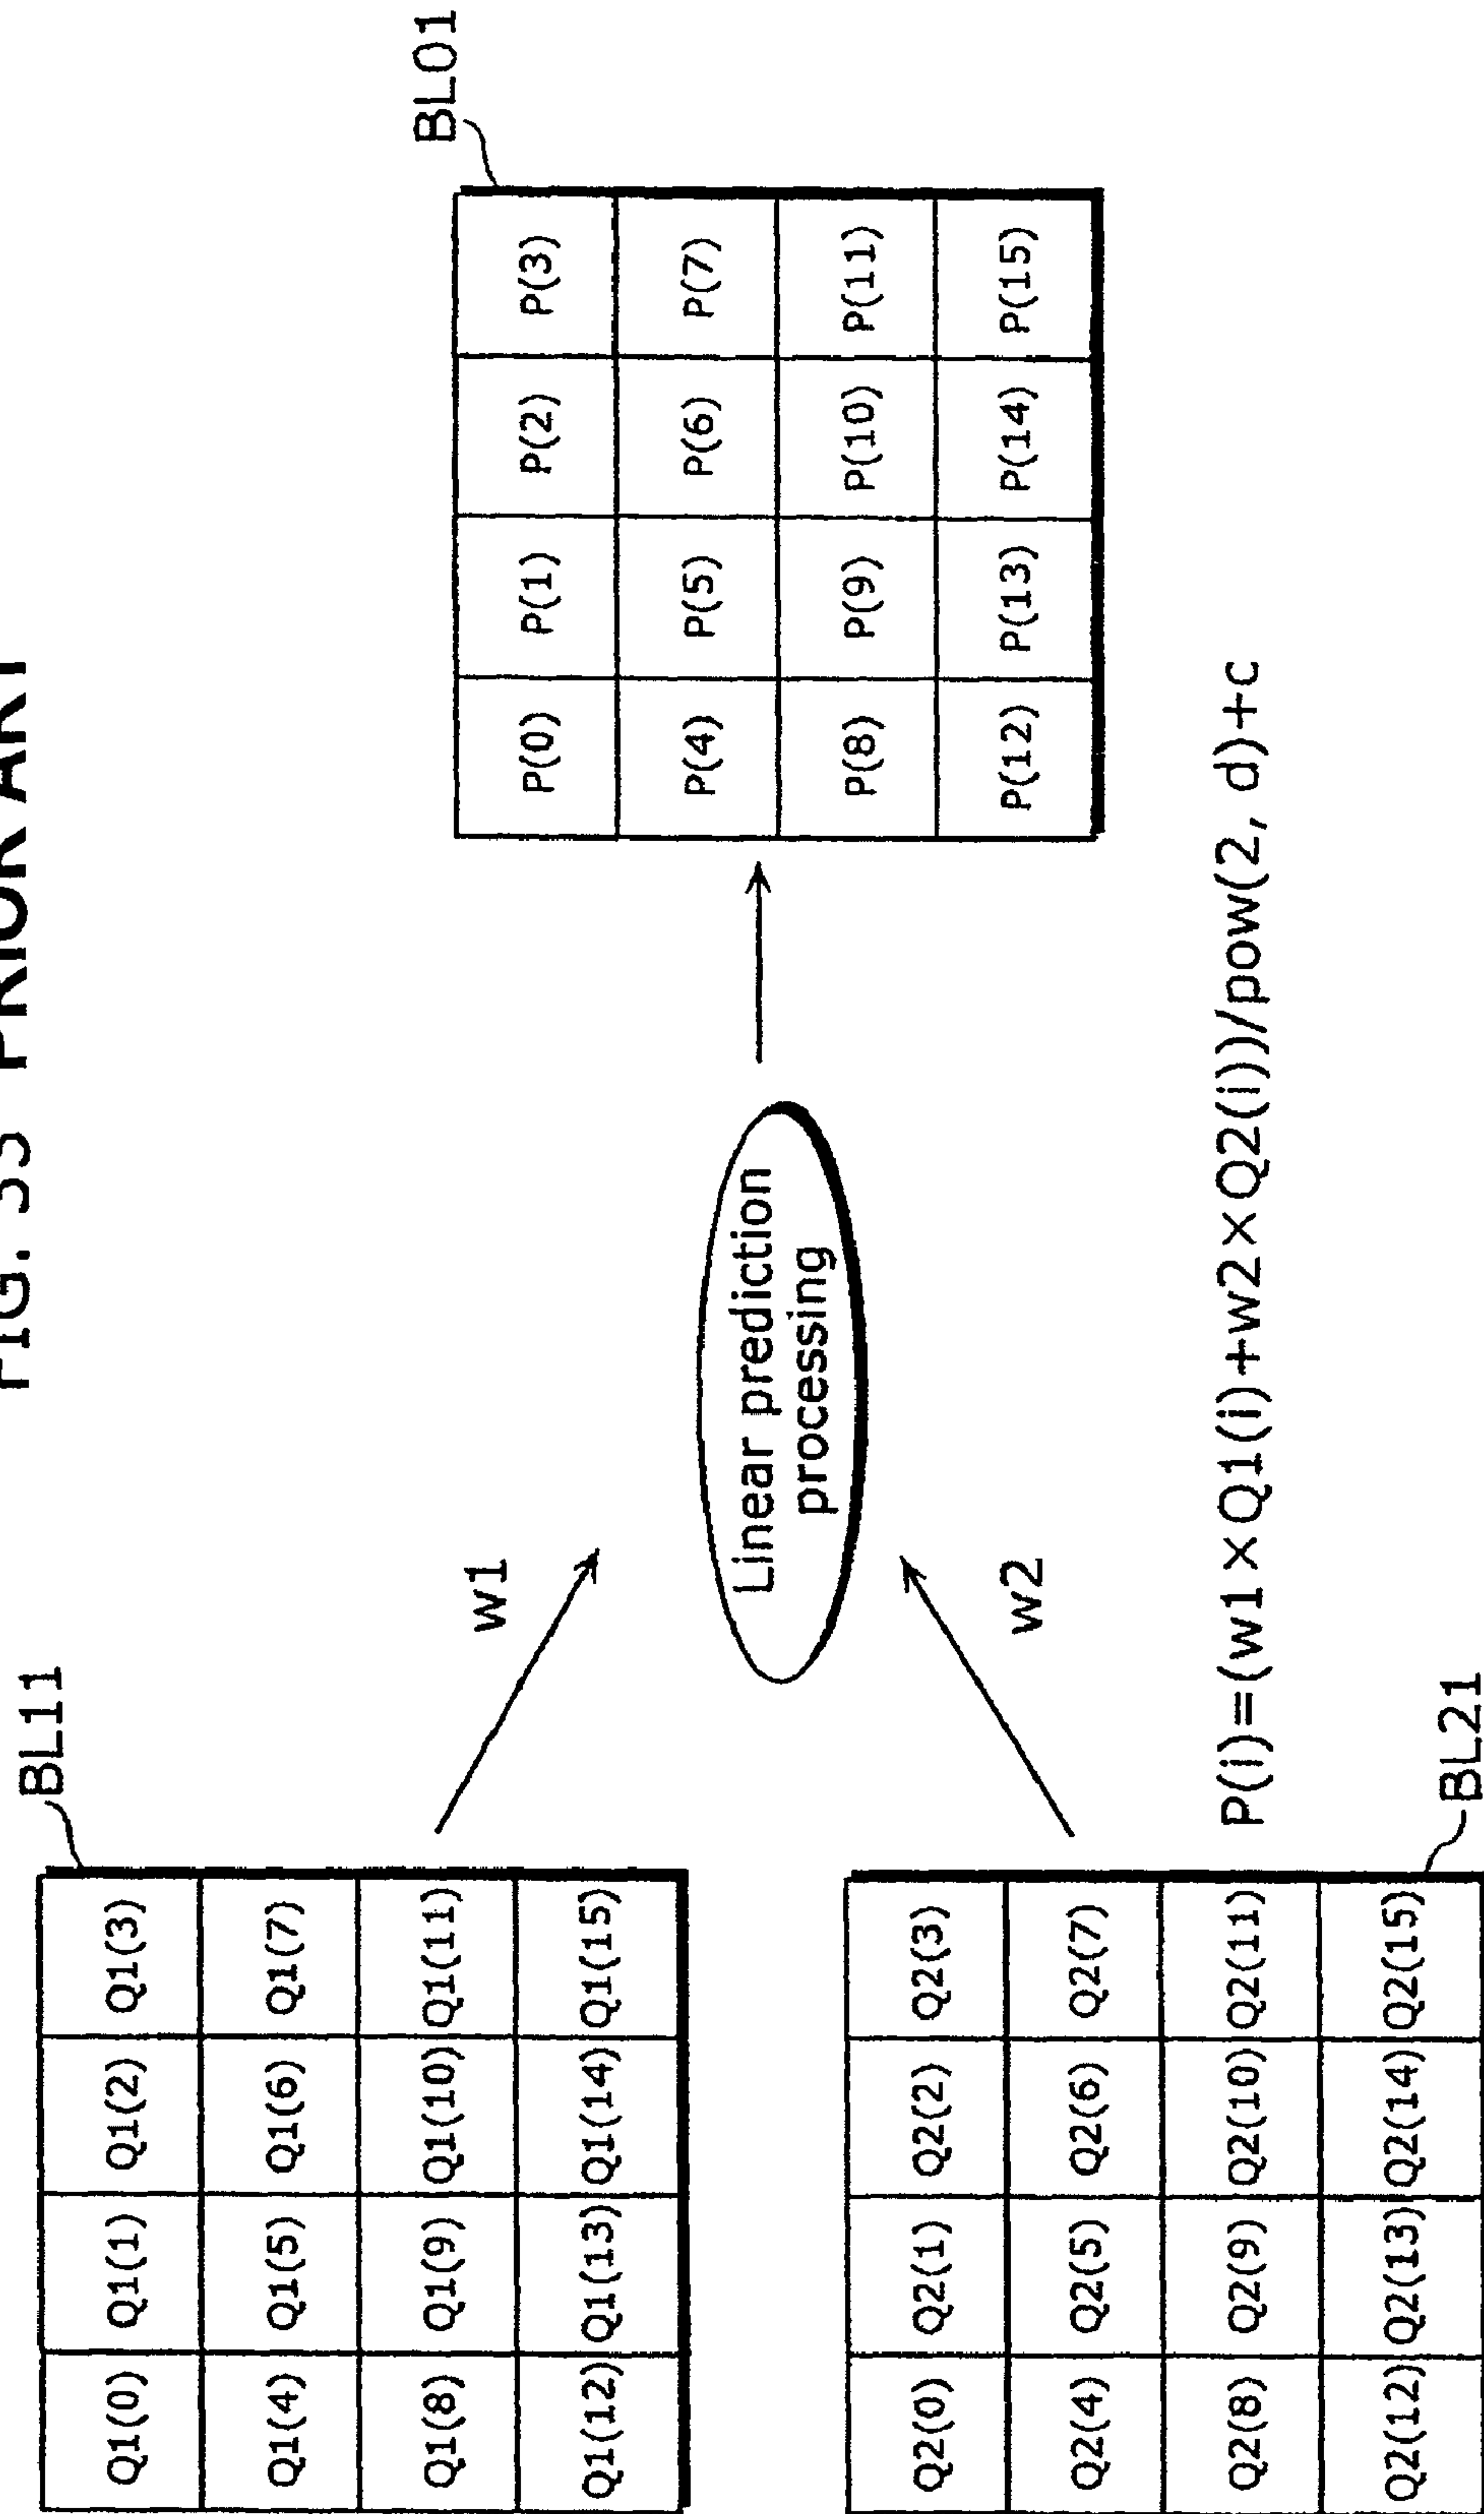 FIG. 33 PRIOR ART
BL11
Q1(0) Q1(1) Q1(2) Q1(3)
Q1(4) Q1(5) Q1(6) Q1(7)
Q1(8) Q1(9) Q1(10) Q1(11)
Q1(12) Q1(13) Q1(14) Q1(15)
w1
Linear prediction
processing
w2
BL01
P(0) P(1) P(2) P(3)
P(4) P(5) P(6) P(7)
P(8) P(9) P(10) P(11)
P(12) P(13) P(14) P(15)
Q2(0) Q2(1) Q2(2) Q2(3)
Q2(4) Q2(5) Q2(6) Q2(7)
Q2(8) Q2(9) Q2(10) Q2(11)
Q2(12) Q2(13) Q2(14) Q2(15)
P(i)=(w1×Q1(i)+w2×Q2(i))/pow(2, d)+c
BL21